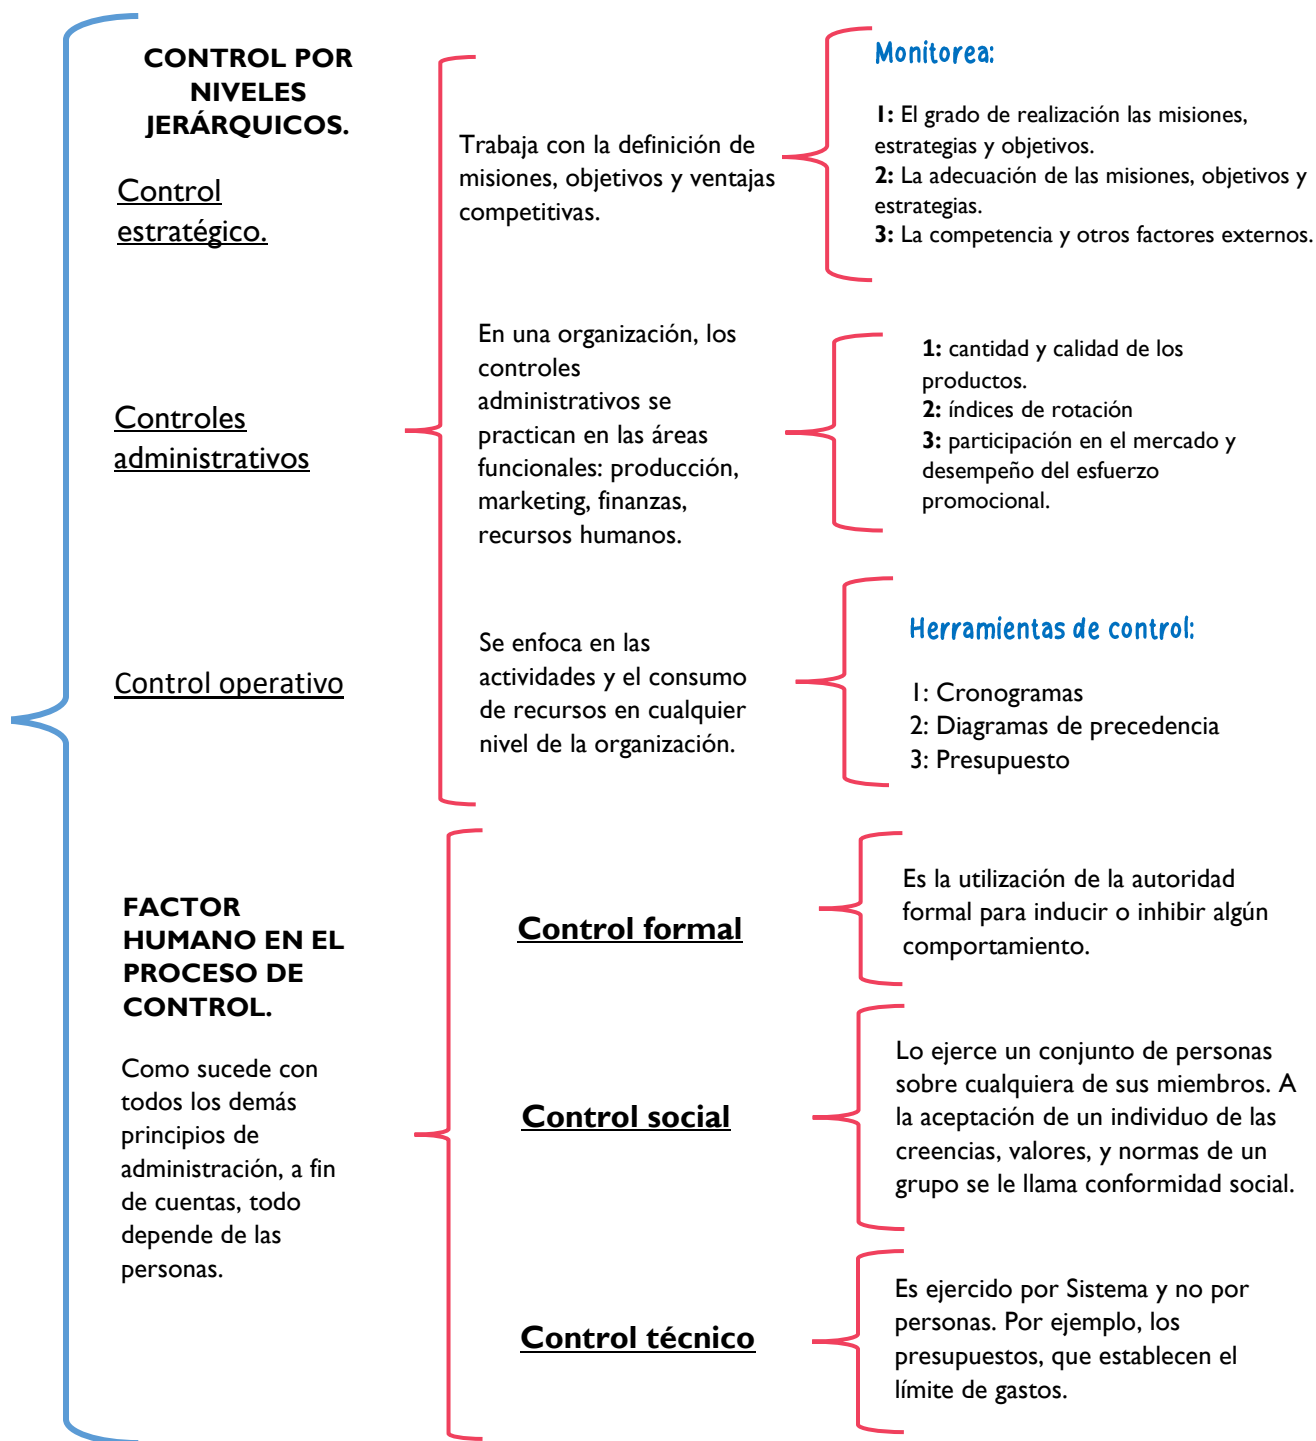 CONTROL POR
NIVELES
JERÁRQUICOS.
Control
estratégico.
Trabaja con la definición de
misiones, objetivos y ventajas
competitivas.
Monitorea:
1: El grado de realización las misiones,
estrategias y objetivos.
2: La adecuación de las misiones, objetivos y
estrategias.
3: La competencia y otros factores externos.
Controles
administrativos
En una organización, los
controles
administrativos se
practican en las áreas
funcionales: producción,
marketing, finanzas,
recursos humanos.
1: cantidad y calidad de los
productos.
2: índices de rotación
3: participación en el mercado y
desempeño del esfuerzo
promocional.
Control operativo
Se enfoca en las
actividades y el consumo
de recursos en cualquier
nivel de la organización.
Herramientas de control:
1: Cronogramas
2: Diagramas de precedencia
3: Presupuesto
FACTOR
HUMANO EN EL
PROCESO DE
CONTROL.
Como sucede con
todos los demás
principios de
administración, a fin
de cuentas, todo
depende de las
personas.
Control formal
Es la utilización de la autoridad
formal para inducir o inhibir algún
comportamiento.
Control social
Lo ejerce un conjunto de personas
sobre cualquiera de sus miembros. A
la aceptación de un individuo de las
creencias, valores, y normas de un
grupo se le llama conformidad social.
Control técnico
Es ejercido por Sistema y no por
personas. Por ejemplo, los
presupuestos, que establecen el
límite de gastos.